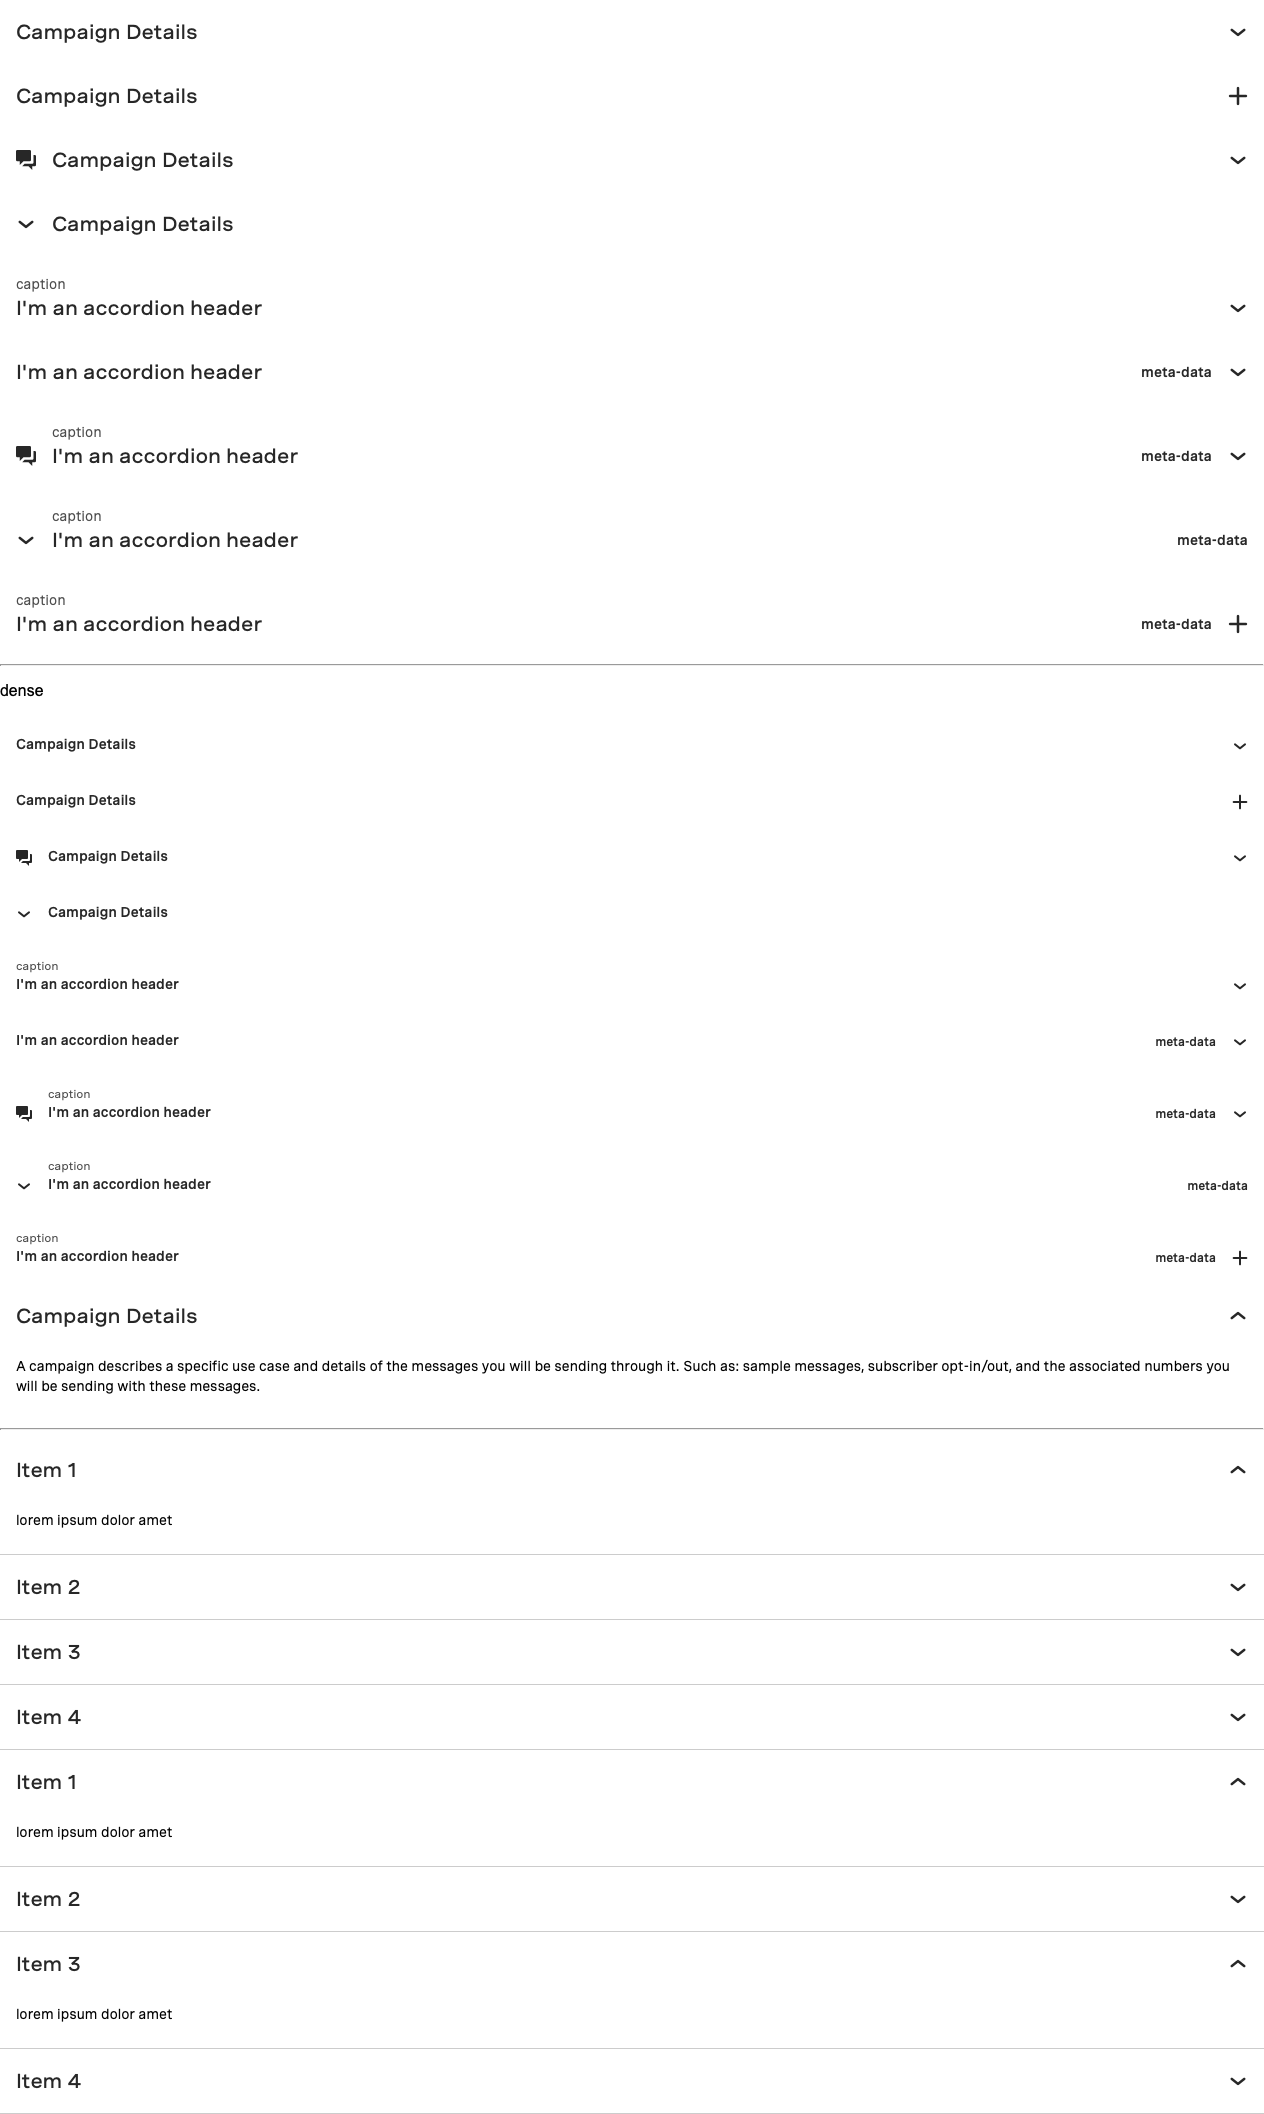 Campaign Details
Campaign Details
Campaign Details
Campaign Details
caption
I'm an accordion header
I'm an accordion header meta-data
caption
I'm an accordion header meta-data
caption
I'm an accordion header meta-data
caption
I'm an accordion header meta-data
dense
Campaign Details
Campaign Details
Campaign Details
Campaign Details
caption
I'm an accordion header
I'm an accordion header meta-data
caption
I'm an accordion header meta-data
caption
I'm an accordion header meta-data
caption
I'm an accordion header meta-data
Campaign Details
A campaign describes a specific use case and details of the messages you will be sending through it. Such as: sample messages, subscriber opt-in/out, and the associated numbers you
will be sending with these messages.
Item 1
lorem ipsum dolor amet
Item 2
Item 3
Item 4
Item 1
lorem ipsum dolor amet
Item 2
Item 3
lorem ipsum dolor amet
Item 4